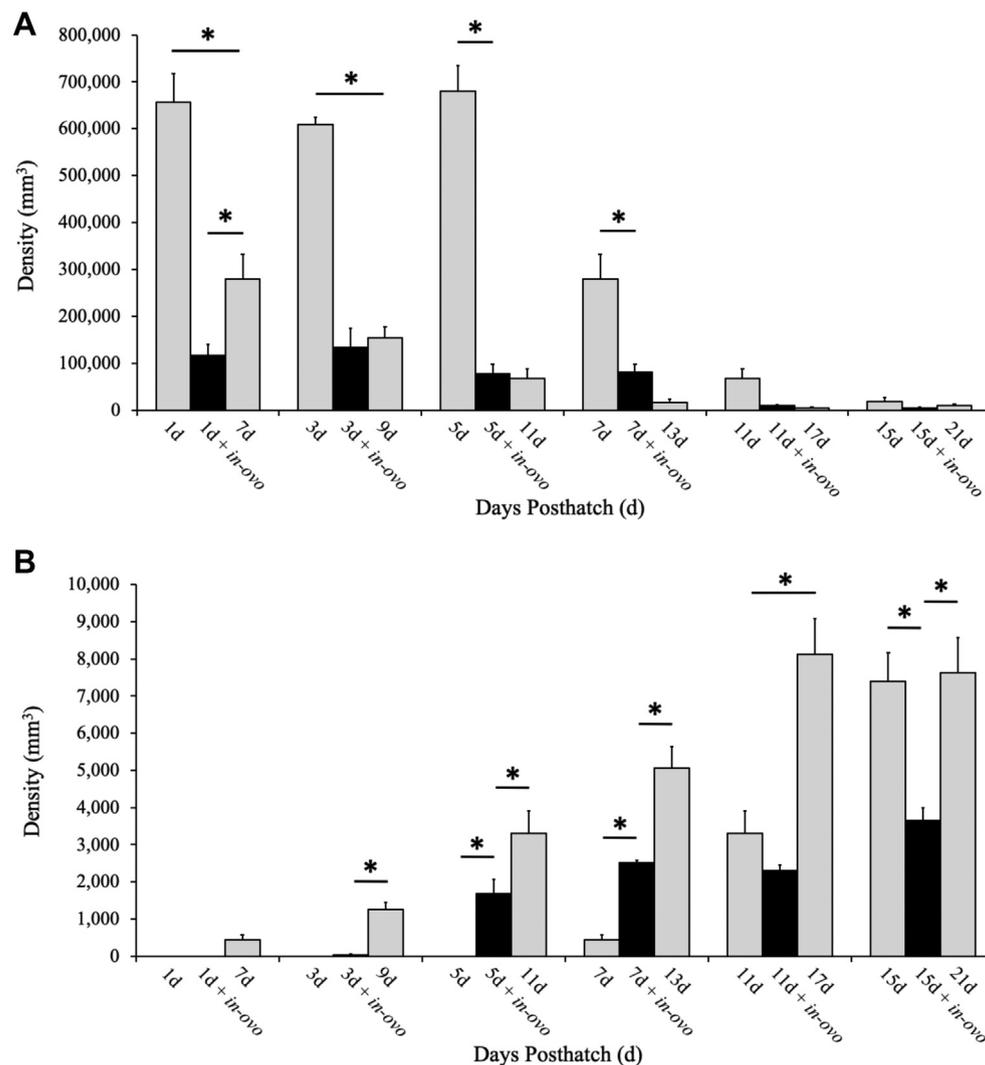 A
Density (mm³)
800,000
700,000
600,000
500,000
400,000
300,000
200,000
100,000
0
* * * * *
1d 1d + in-ovo 7d 3d 3d + in-ovo 9d 5d 5d + in-ovo 11d 7d 7d + in-ovo 13d 11d 11d + in-ovo 17d 15d 15d + in-ovo 21d
Days Posthatch (d)
B
Density (mm³)
10,000
9,000
8,000
7,000
6,000
5,000
4,000
3,000
2,000
1,000
0
* * * * * * * *
1d 1d + in-ovo 7d 3d 3d + in-ovo 9d 5d 5d + in-ovo 11d 7d 7d + in-ovo 13d 11d 11d + in-ovo 17d 15d 15d + in-ovo 21d
Days Posthatch (d)